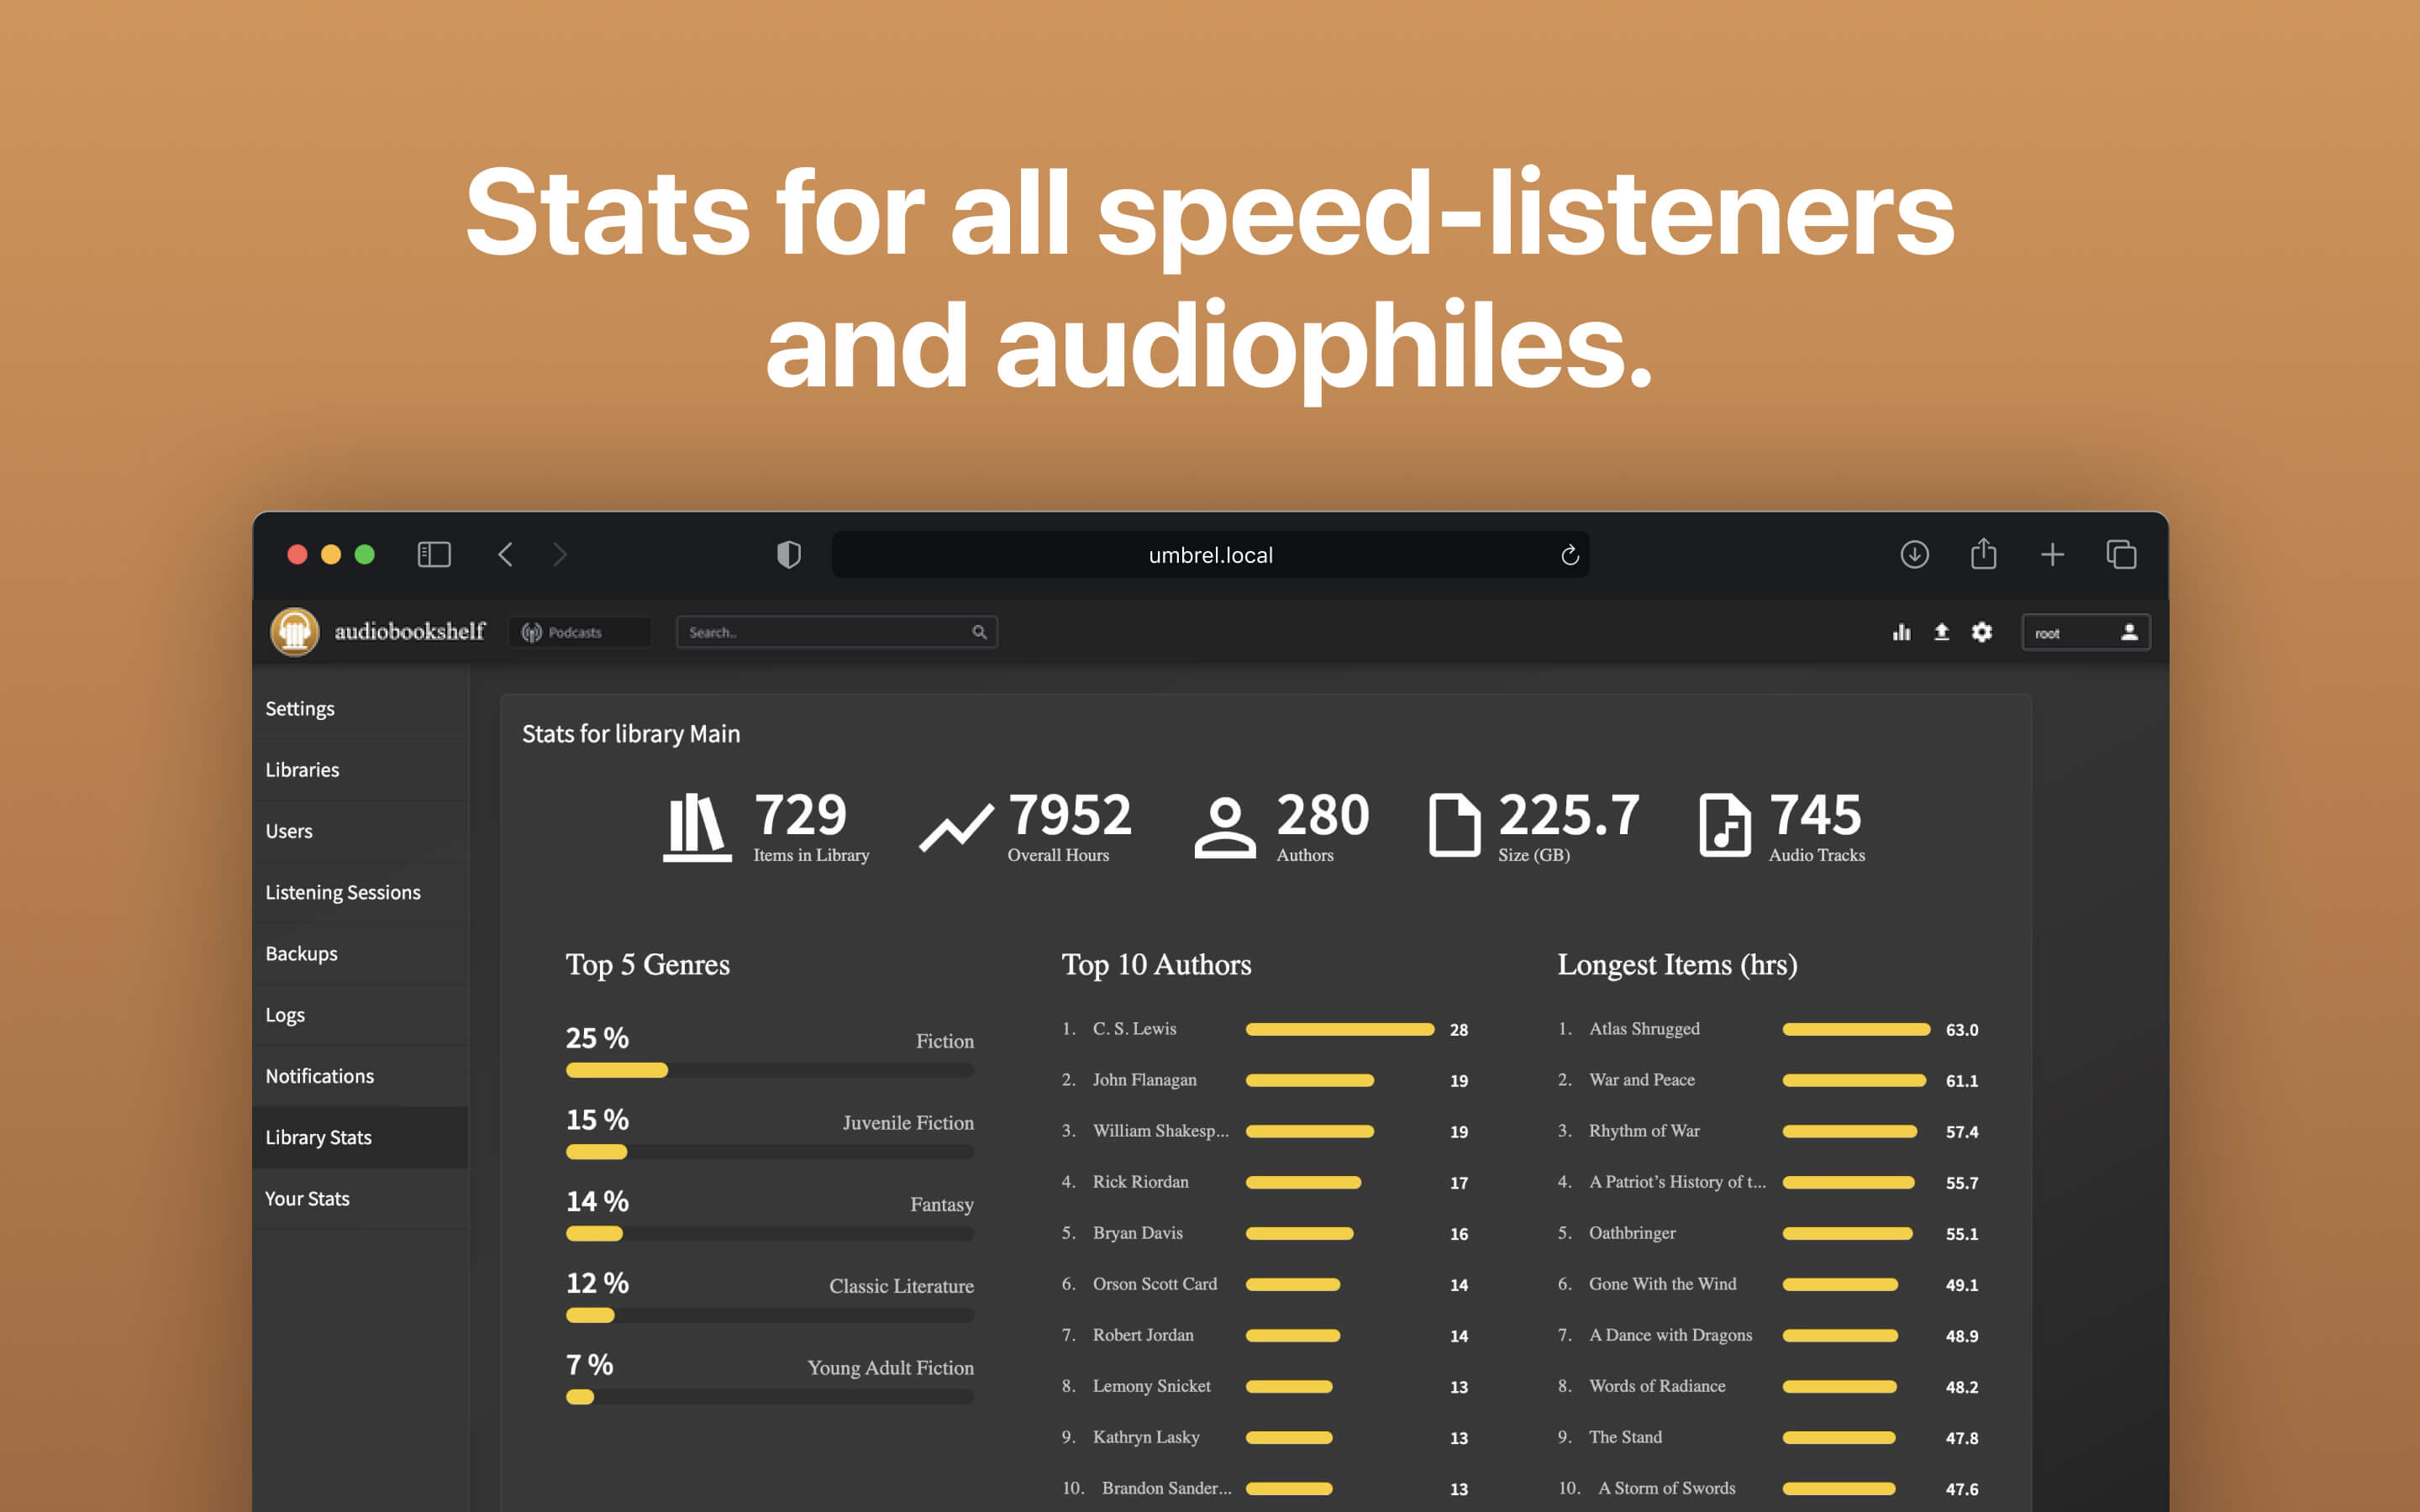 Stats for all speed-listeners
and audiophiles.
umbrel.local
audiobookshelf
Podcasts
Search..
root
Settings
Libraries
Users
Listening Sessions
Backups
Logs
Notifications
Library Stats
Your Stats
Stats for library Main
729
Items in Library
7952
Overall Hours
280
Authors
225.7
Size (GB)
745
Audio Tracks
Top 5 Genres
25 % Fiction
15 % Juvenile Fiction
14 % Fantasy
12 % Classic Literature
7 % Young Adult Fiction
Top 10 Authors
1. C. S. Lewis 28
2. John Flanagan 19
3. William Shakesp... 19
4. Rick Riordan 17
5. Bryan Davis 16
6. Orson Scott Card 14
7. Robert Jordan 14
8. Lemony Snicket 13
9. Kathryn Lasky 13
10. Brandon Sander... 13
Longest Items (hrs)
1. Atlas Shrugged 63.0
2. War and Peace 61.1
3. Rhythm of War 57.4
4. A Patriot’s History of t... 55.7
5. Oathbringer 55.1
6. Gone With the Wind 49.1
7. A Dance with Dragons 48.9
8. Words of Radiance 48.2
9. The Stand 47.8
10. A Storm of Swords 47.6